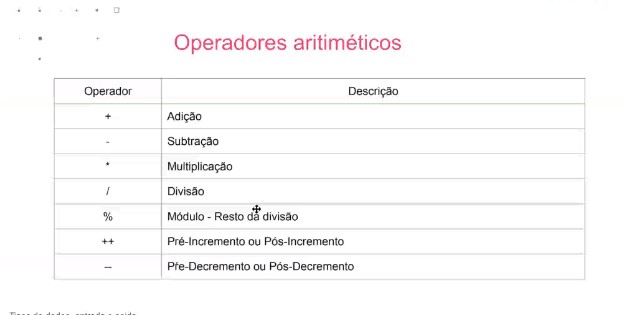 Operadores aritiméticos
Operador Descrição
+ Adição
- Subtração
* Multiplicação
/ Divisão
% Módulo - Resto da divisão
++ Pré-Incremento ou Pós-Incremento
-- Pre-Decremento ou Pós-Decremento